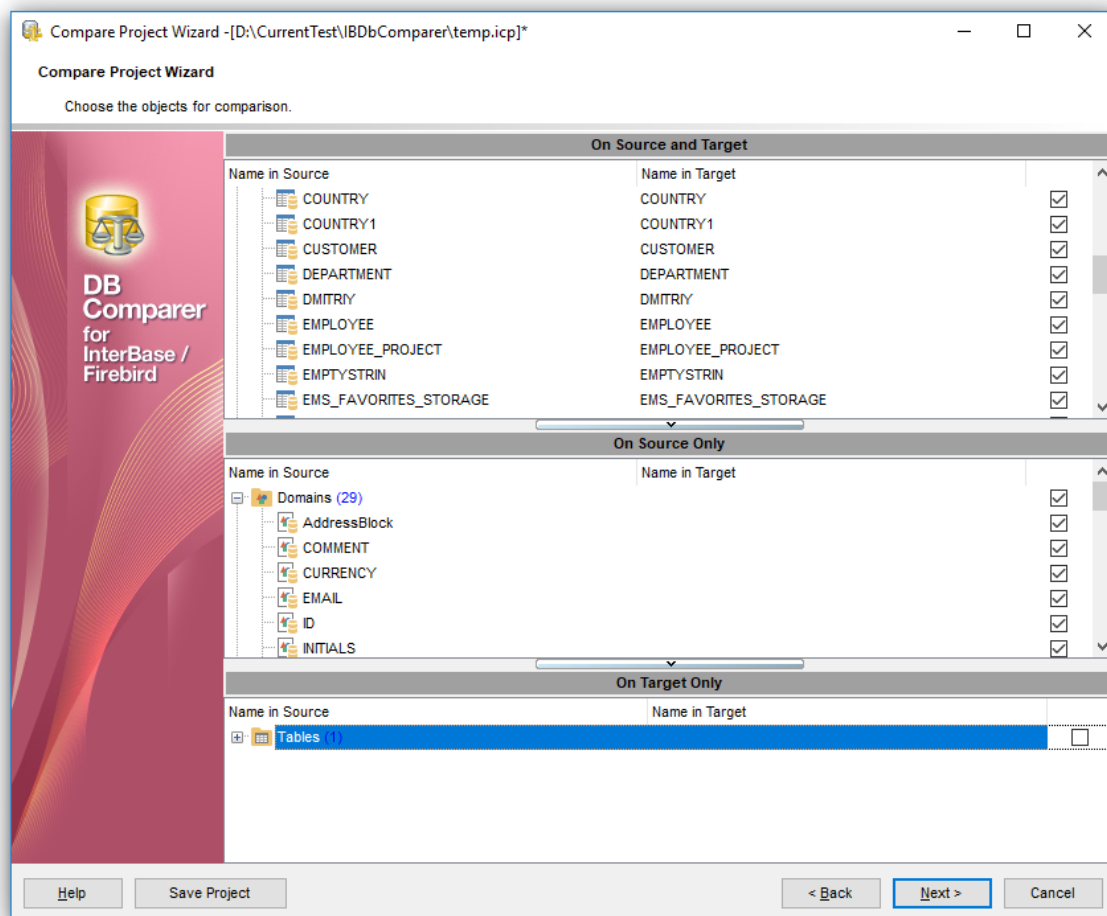 Compare Project Wizard -[D:\CurrentTest\IBDbComparer\temp.icp]*
Compare Project Wizard
Choose the objects for comparison.
DB
Comparer
for
InterBase /
Firebird
On Source and Target
Name in Source Name in Target
COUNTRY COUNTRY
COUNTRY1 COUNTRY1
CUSTOMER CUSTOMER
DEPARTMENT DEPARTMENT
DMITRIY DMITRIY
EMPLOYEE EMPLOYEE
EMPLOYEE_PROJECT EMPLOYEE_PROJECT
EMPTYSTRIN EMPTYSTRIN
EMS_FAVORITES_STORAGE EMS_FAVORITES_STORAGE
On Source Only
Name in Source Name in Target
Domains (29)
AddressBlock
COMMENT
CURRENCY
EMAIL
ID
INITIALS
On Target Only
Name in Source Name in Target
Tables (1)
Help Save Project < Back Next > Cancel